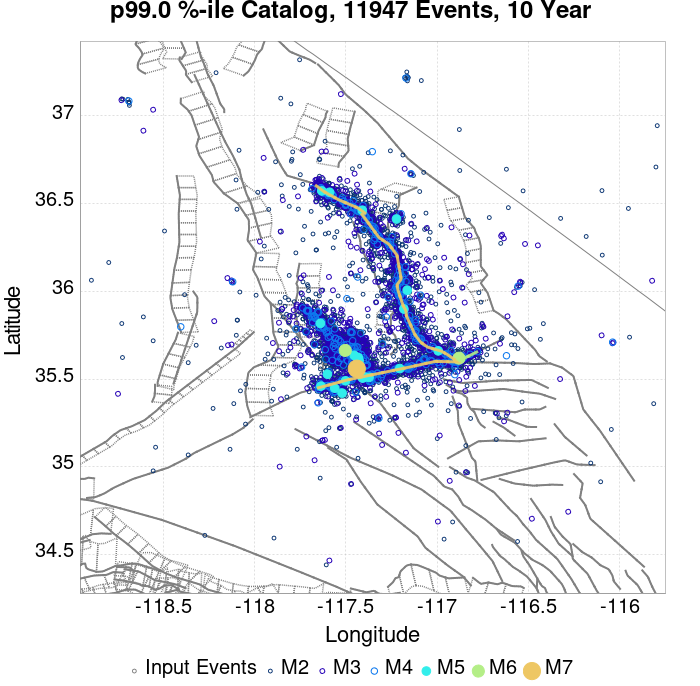 p99.0 %-ile Catalog, 11947 Events, 10 Year
37
36.5
36
35.5
35
34.5
Latitude
-118.5 -118 -117.5 -117 -116.5 -116
Longitude
Input Events M2 M3 M4 M5 M6 M7